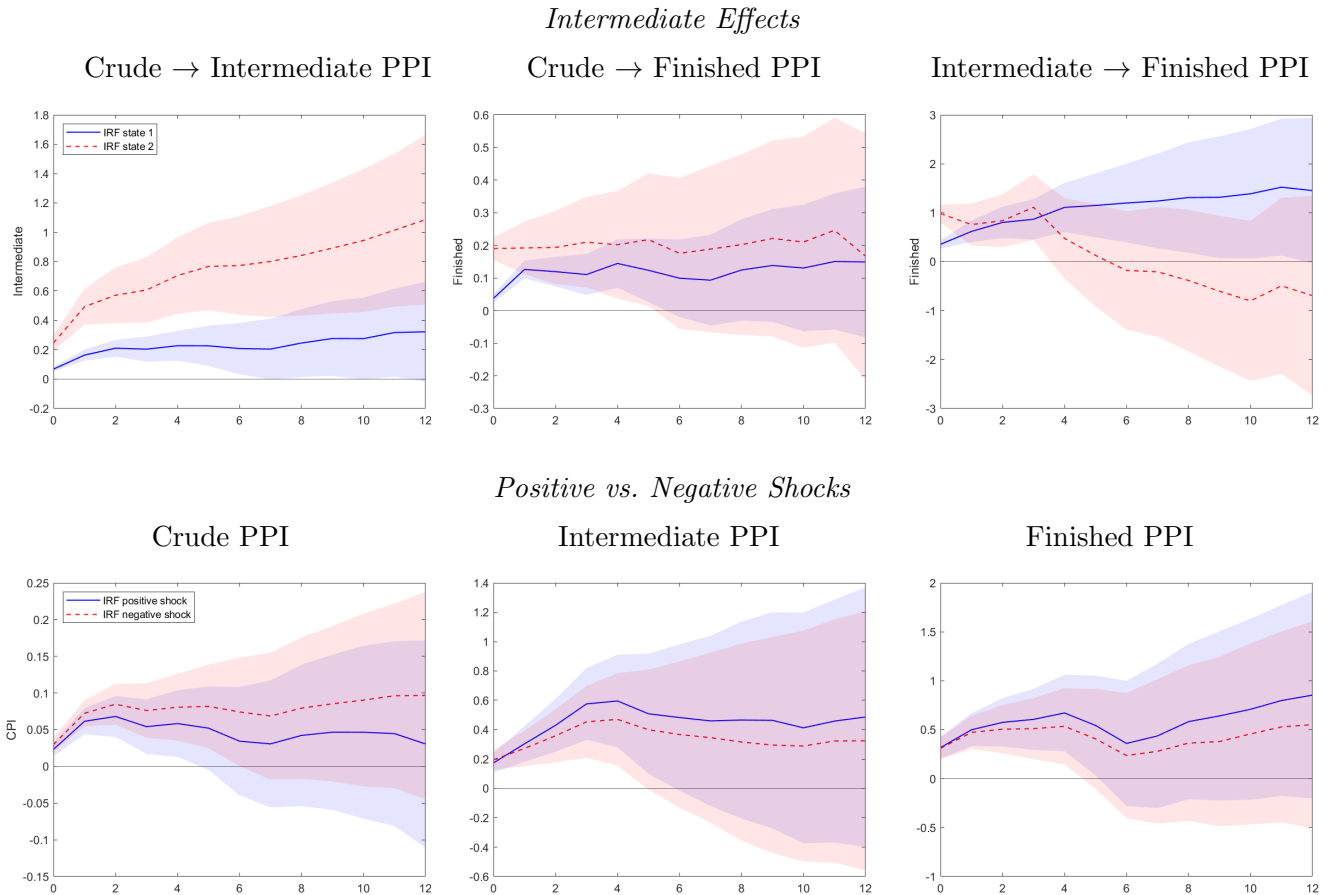 Intermediate Effects
Crude → Intermediate PPI
Crude → Finished PPI
Intermediate → Finished PPI
IRF state 1
IRF state 2
Intermediate
1.8
1.6
1.4
1.2
1
0.8
0.6
0.4
0.2
0
-0.2
0 2 4 6 8 10 12
Finished
0.6
0.5
0.4
0.3
0.2
0.1
0
-0.1
0.2
-0.3
0 2 4 6 8 10 12
Finished
3
2
1
0
-1
-2
-3
0 2 4 6 8 10 12
Positive vs. Negative Shocks
Crude PPI
Intermediate PPI
Finished PPI
IRF positive shock
IRF negative shock
CPI
0.25
0.2
0.15
0.1
0.05
0
-0.05
-0.1
-0.15
0 2 4 6 8 10 12
1.4
1.2
1
0.8
0.6
0.4
0.2
0
-0.2
-0.4
-0.6
0 2 4 6 8 10 12
2
1.5
1
0.5
0
-0.5
-1
0 2 4 6 8 10 12